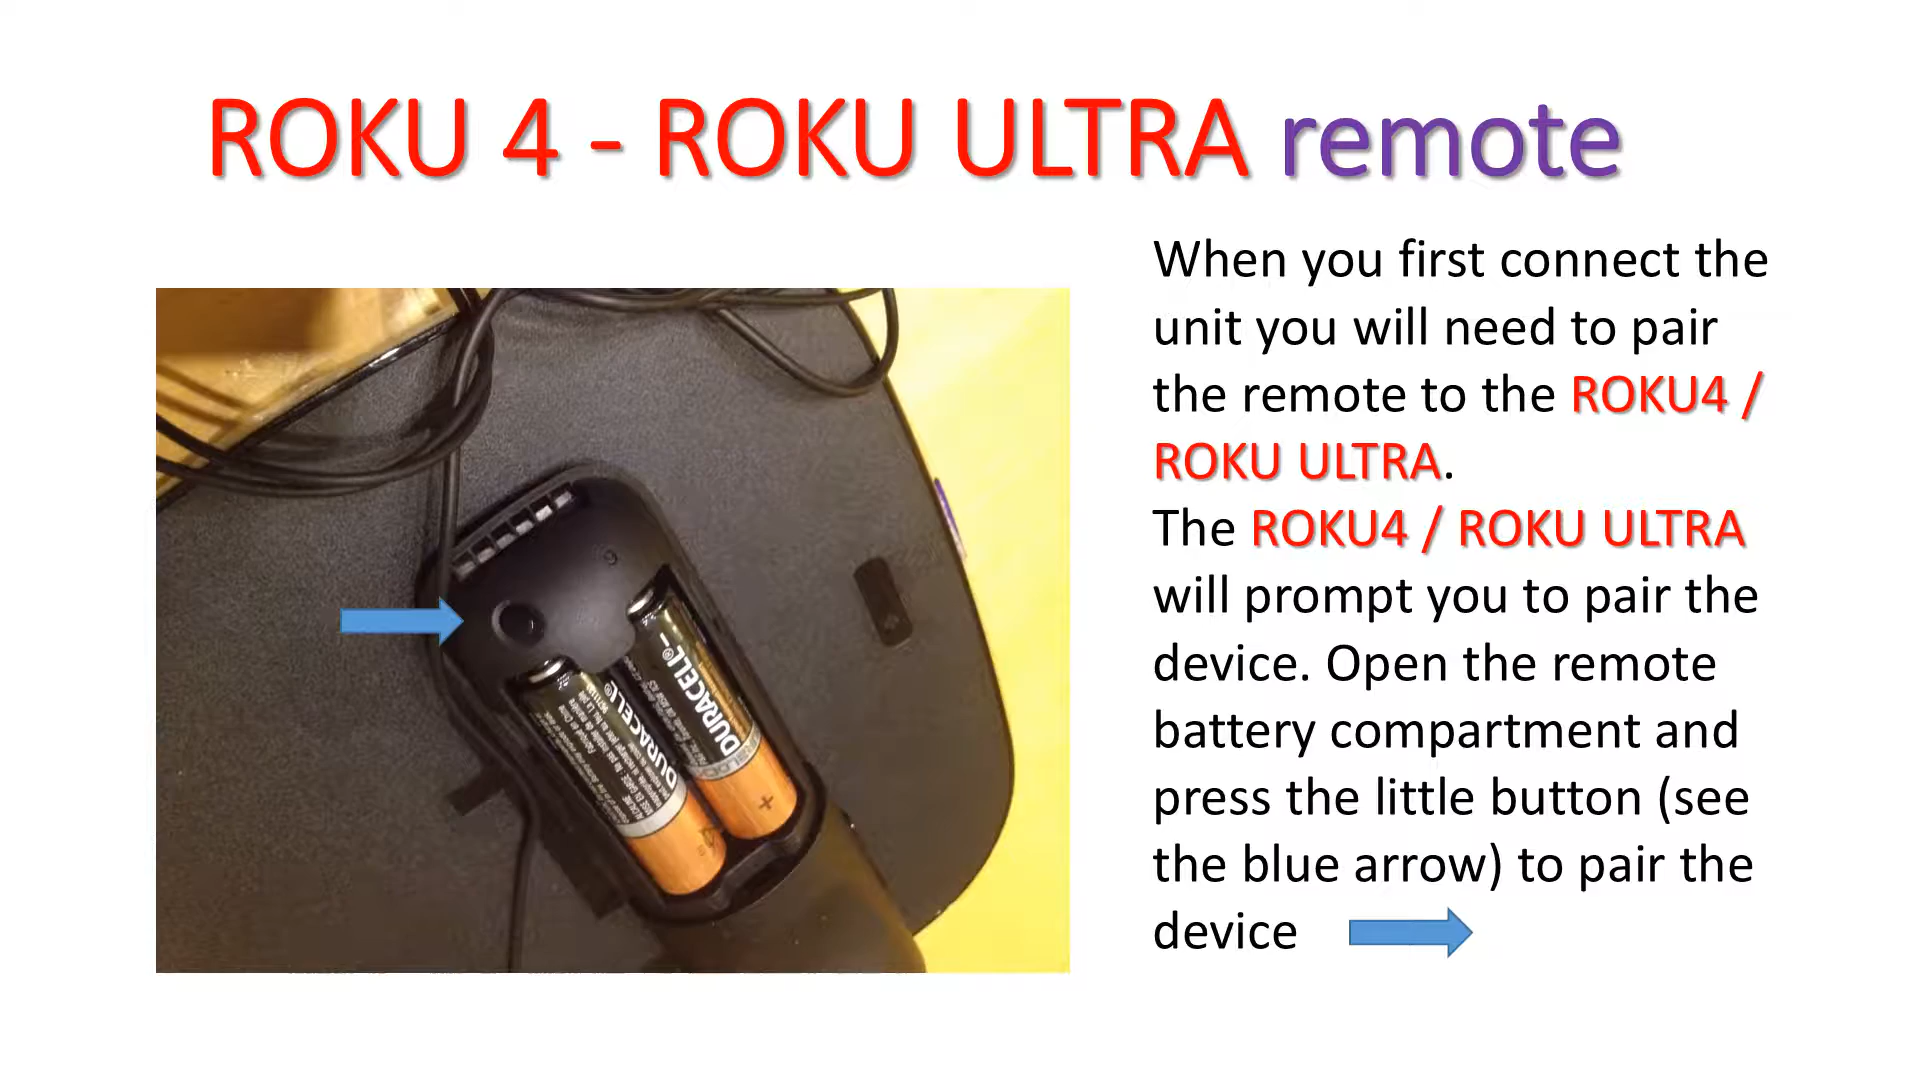 ROKU 4 - ROKU ULTRA remote
When you first connect the
unit you will need to pair
the remote to the ROKU4 /
ROKU ULTRA.
The ROKU4 / ROKU ULTRA
will prompt you to pair the
device. Open the remote
battery compartment and
press the little button (see
the blue arrow) to pair the
device
DURACELL®
DURACELL®